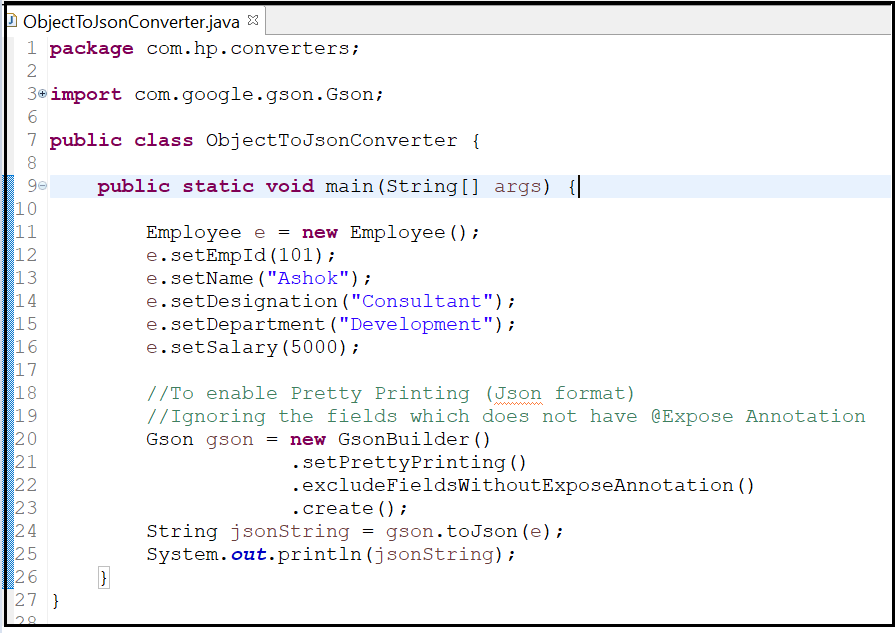 ObjectToJsonConverter.java
1 package com.hp.converters;
2
3 import com.google.gson.Gson;
6
7 public class ObjectToJsonConverter {
8
9     public static void main(String[] args) {
10
11         Employee e = new Employee();
12         e.setEmpId(101);
13         e.setName("Ashok");
14         e.setDesignation("Consultant");
15         e.setDepartment("Development");
16         e.setSalary(5000);
17
18         //To enable Pretty Printing (Json format)
19         //Ignoring the fields which does not have @Expose Annotation
20         Gson gson = new GsonBuilder()
21                     .setPrettyPrinting()
22                     .excludeFieldsWithoutExposeAnnotation()
23                     .create();
24         String jsonString = gson.toJson(e);
25         System.out.println(jsonString);
26     }
27 }
28